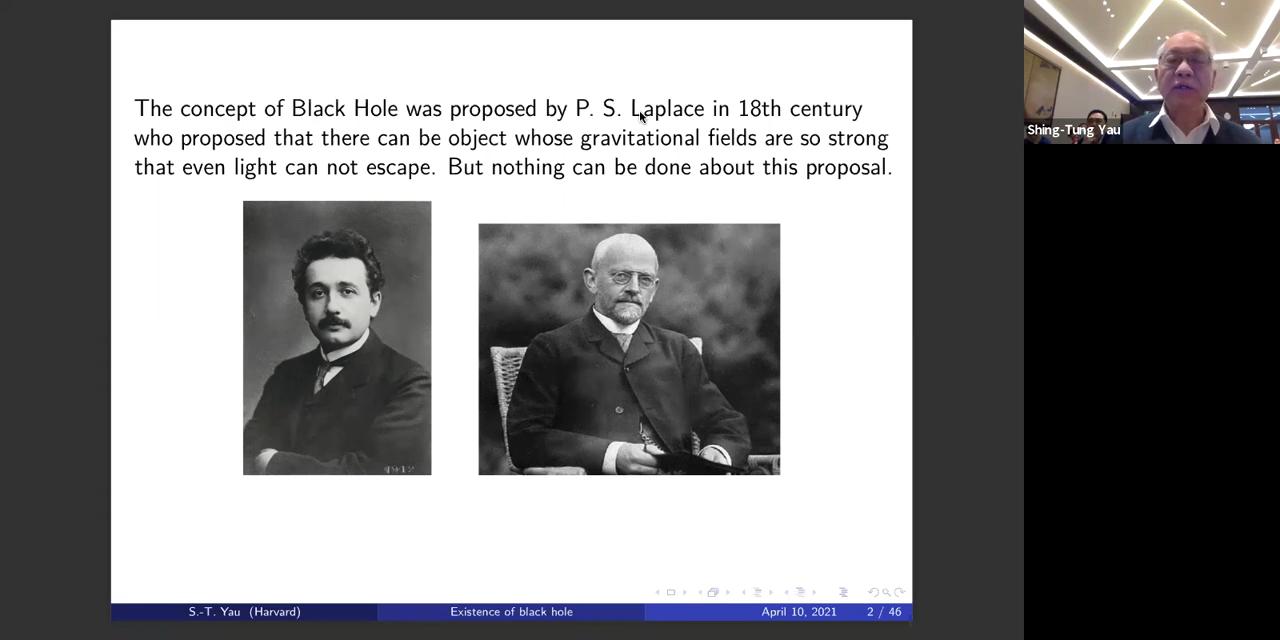 The concept of Black Hole was proposed by P. S. Laplace in 18th century
who proposed that there can be object whose gravitational fields are so strong
that even light can not escape. But nothing can be done about this proposal.
1912
S.-T. Yau (Harvard)
Existence of black hole
April 10, 2021
2 / 46
Shing-Tung Yau